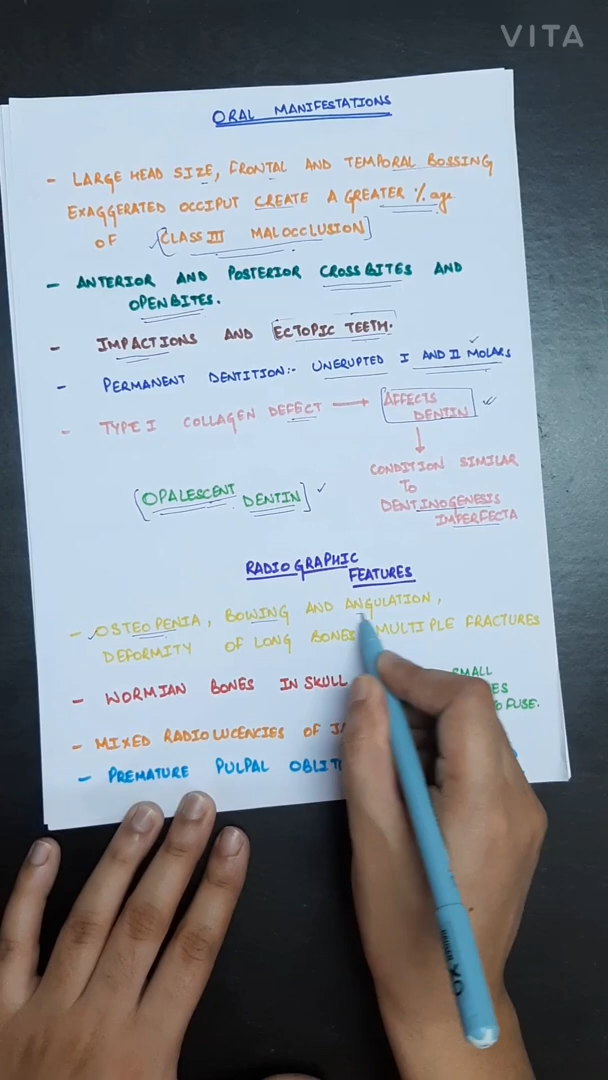 VITA
ORAL MANIFESTATIONS
- LARGE HEAD SIZE, FRONTAL AND TEMPORAL BOSSING
EXAGGERATED OCCIPUT CREATE A GREATER %age
OF [CLASS III MALOCCLUSION]
- ANTERIOR AND POSTERIOR CROSSBITES AND
OPENBITES.
- IMPACTIONS AND ECTOPIC TEETH.
- PERMANENT DENTITION:- UNERUPTED I AND II MOLARS
- TYPE I COLLAGEN DEFECT → AFFECTS
DENTIN
CONDITION SIMILAR
TO
DENTINOGENESIS
IMPERFECTA
[OPALESCENT DENTIN]
RADIOGRAPHIC
FEATURES
- OSTEOPENIA, BOWING AND ANGULATION,
DEFORMITY OF LONG BONES MULTIPLE FRACTURES
- WORMIAN BONES IN SKULL
SMALL
FUSE.
- MIXED RADIOLUCENCIES OF
- PREMATURE PULPAL